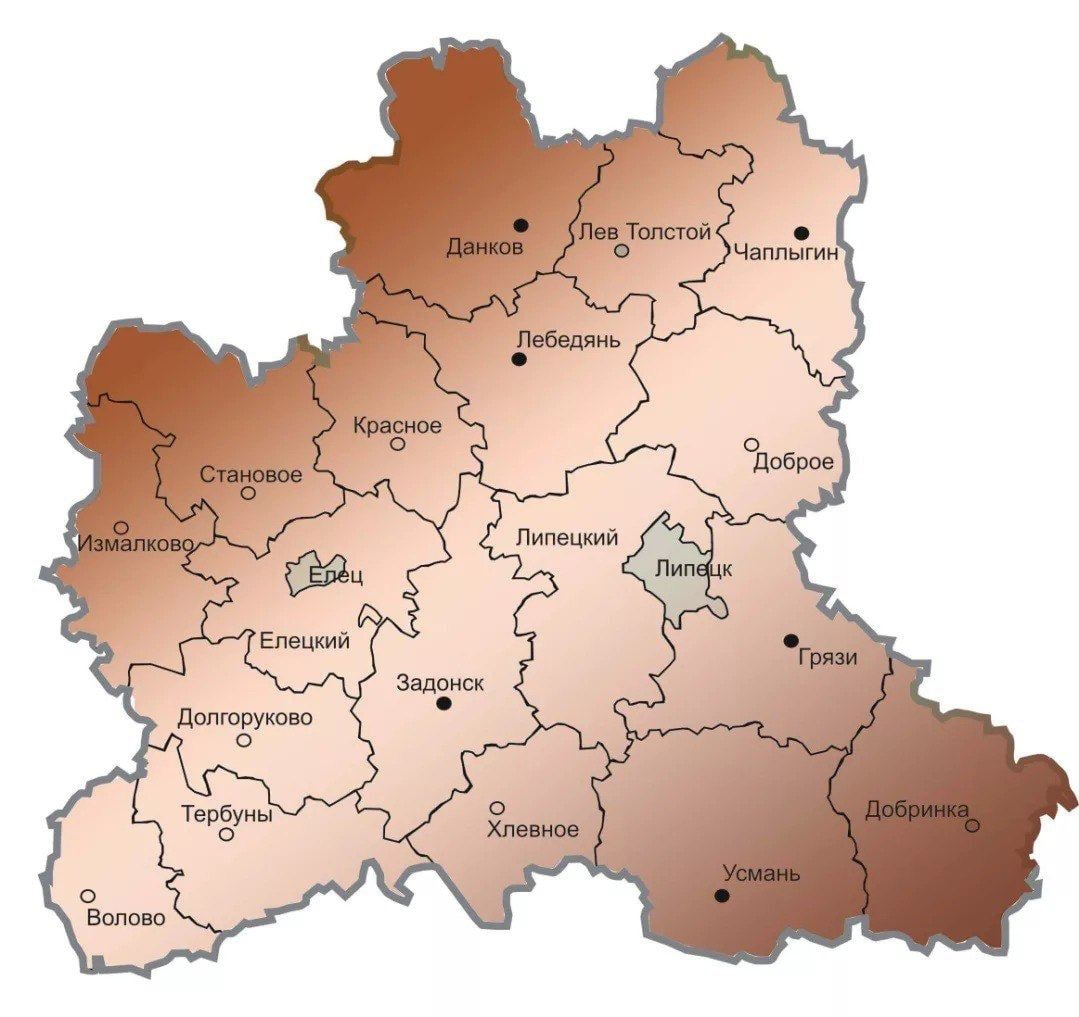 Данков
Лев Толстой
Чаплыгин
Лебедянь
Красное
Доброе
Становое
Измалково
Липецкий
Елец
Липецк
Елецкий
Грязи
Задонск
Долгоруково
Тербуны
Добринка
Хлевное
Усмань
Волово